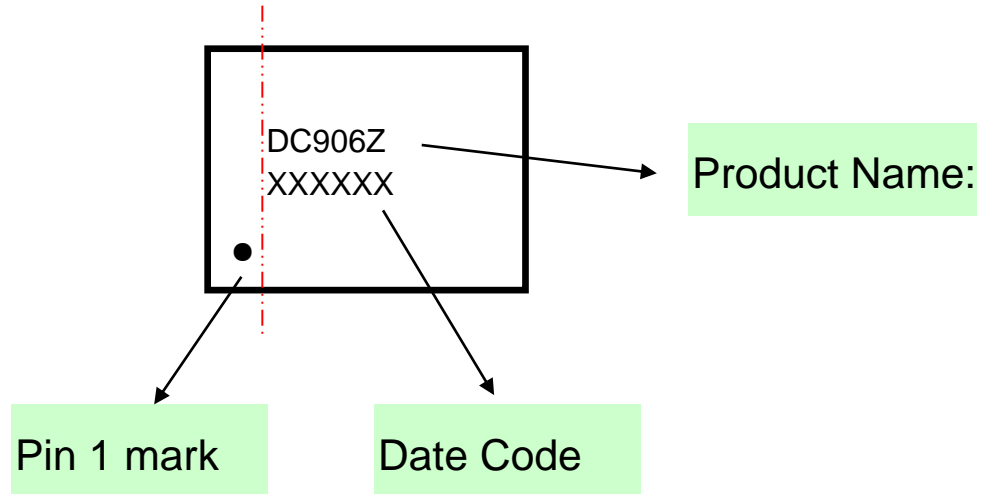 DC906Z
XXXXXX
Product Name:
Pin 1 mark
Date Code